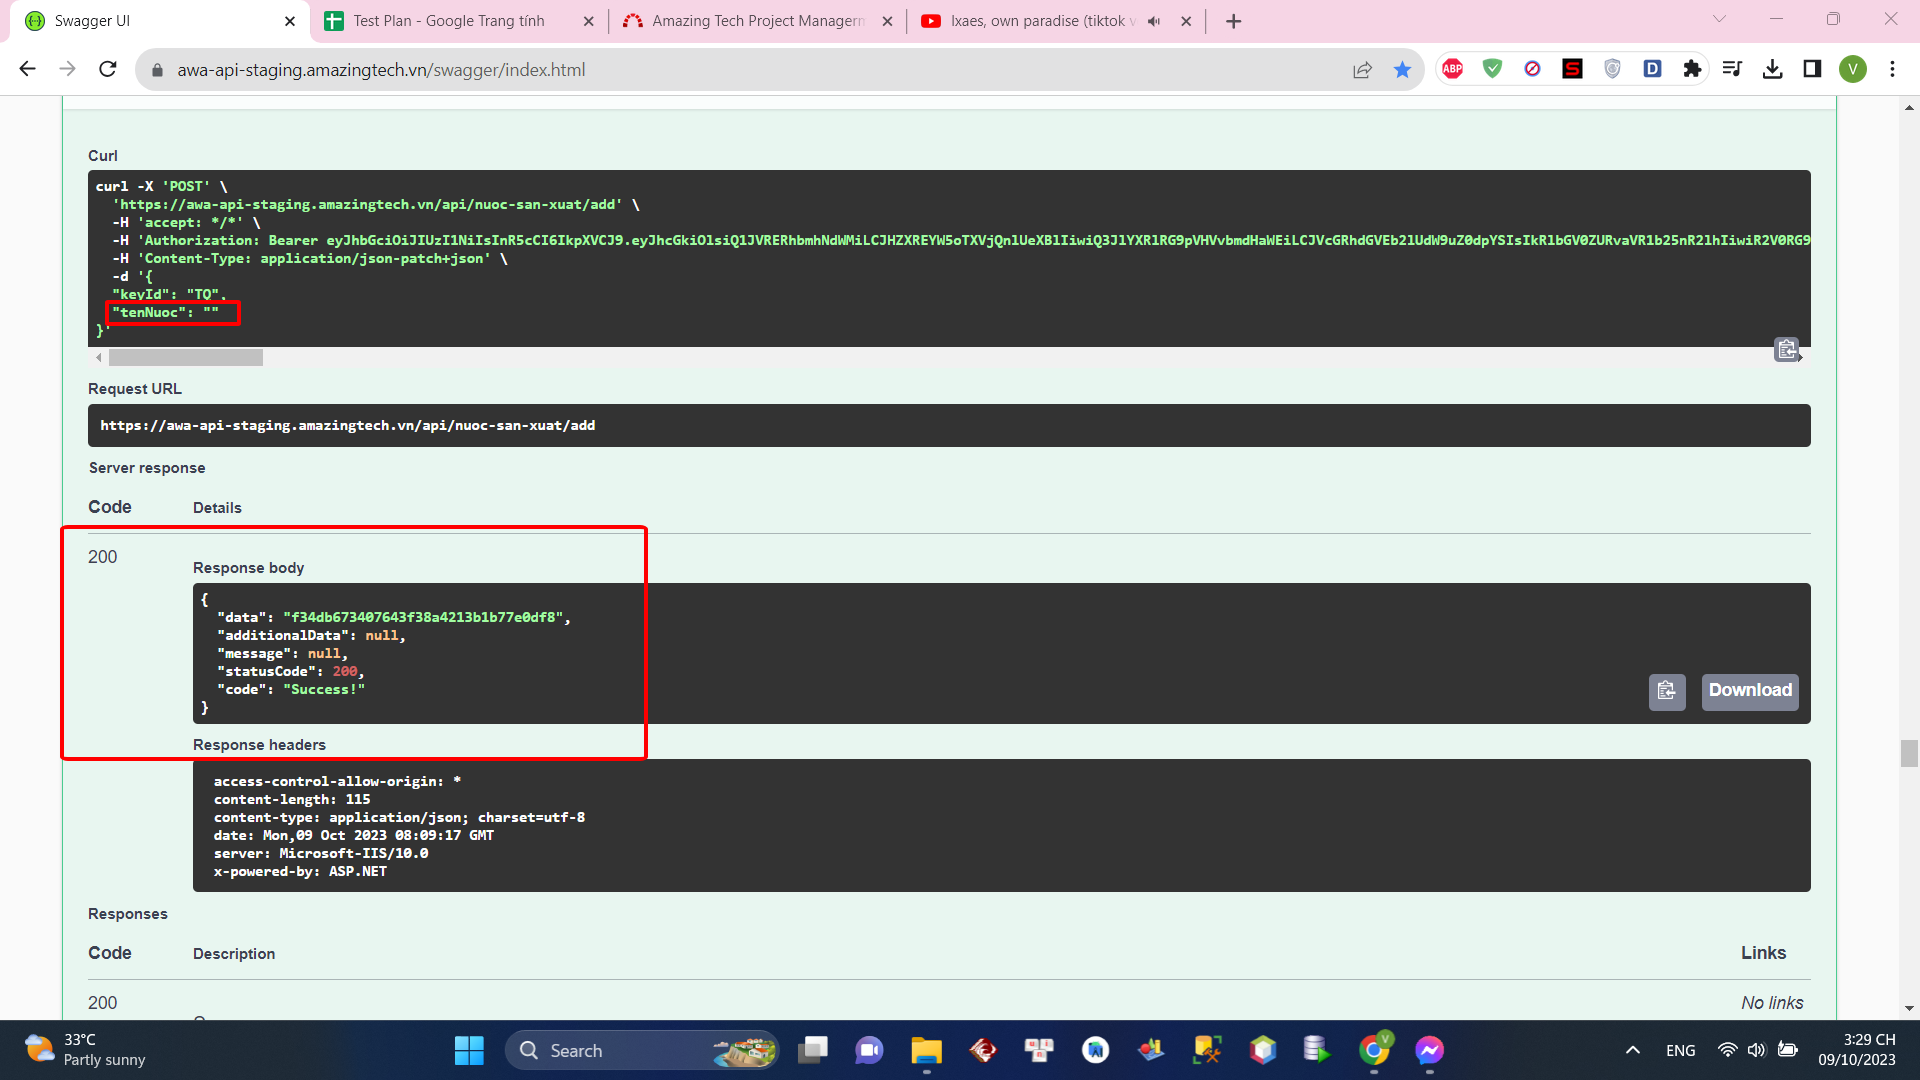 Swagger UI
Test Plan - Google Trang tính
Amazing Tech Project Managem
Ixaes, own paradise (tiktok v
awa-api-staging.amazingtech.vn/swagger/index.html
ABP
S
D
V
Curl
curl -X 'POST' \
'https://awa-api-staging.amazingtech.vn/api/nuoc-san-xuat/add' \
-H 'accept: */*' \
-H 'Authorization: Bearer
-H 'Content-Type: application/json-patch+json' \
-d '{
"keyId": "TQ",
"tenNuoc": ""
}'
Request URL
https://awa-api-staging.amazingtech.vn/api/nuoc-san-xuat/add
Server response
Code Details
200
Response body
{
"data": "f34db673407643f38a4213b1b77e0df8",
"additionalData": null,
"message": null,
"statusCode": 200,
"code": "Success!"
}
Download
Response headers
access-control-allow-origin: *
content-length: 115
content-type: application/json; charset=utf-8
date: Mon,09 Oct 2023 08:09:17 GMT
server: Microsoft-IIS/10.0
x-powered-by: ASP.NET
Responses
Code Description Links
200 No links
33°C
Partly sunny
Search
ENG
3:29 CH
09/10/2023